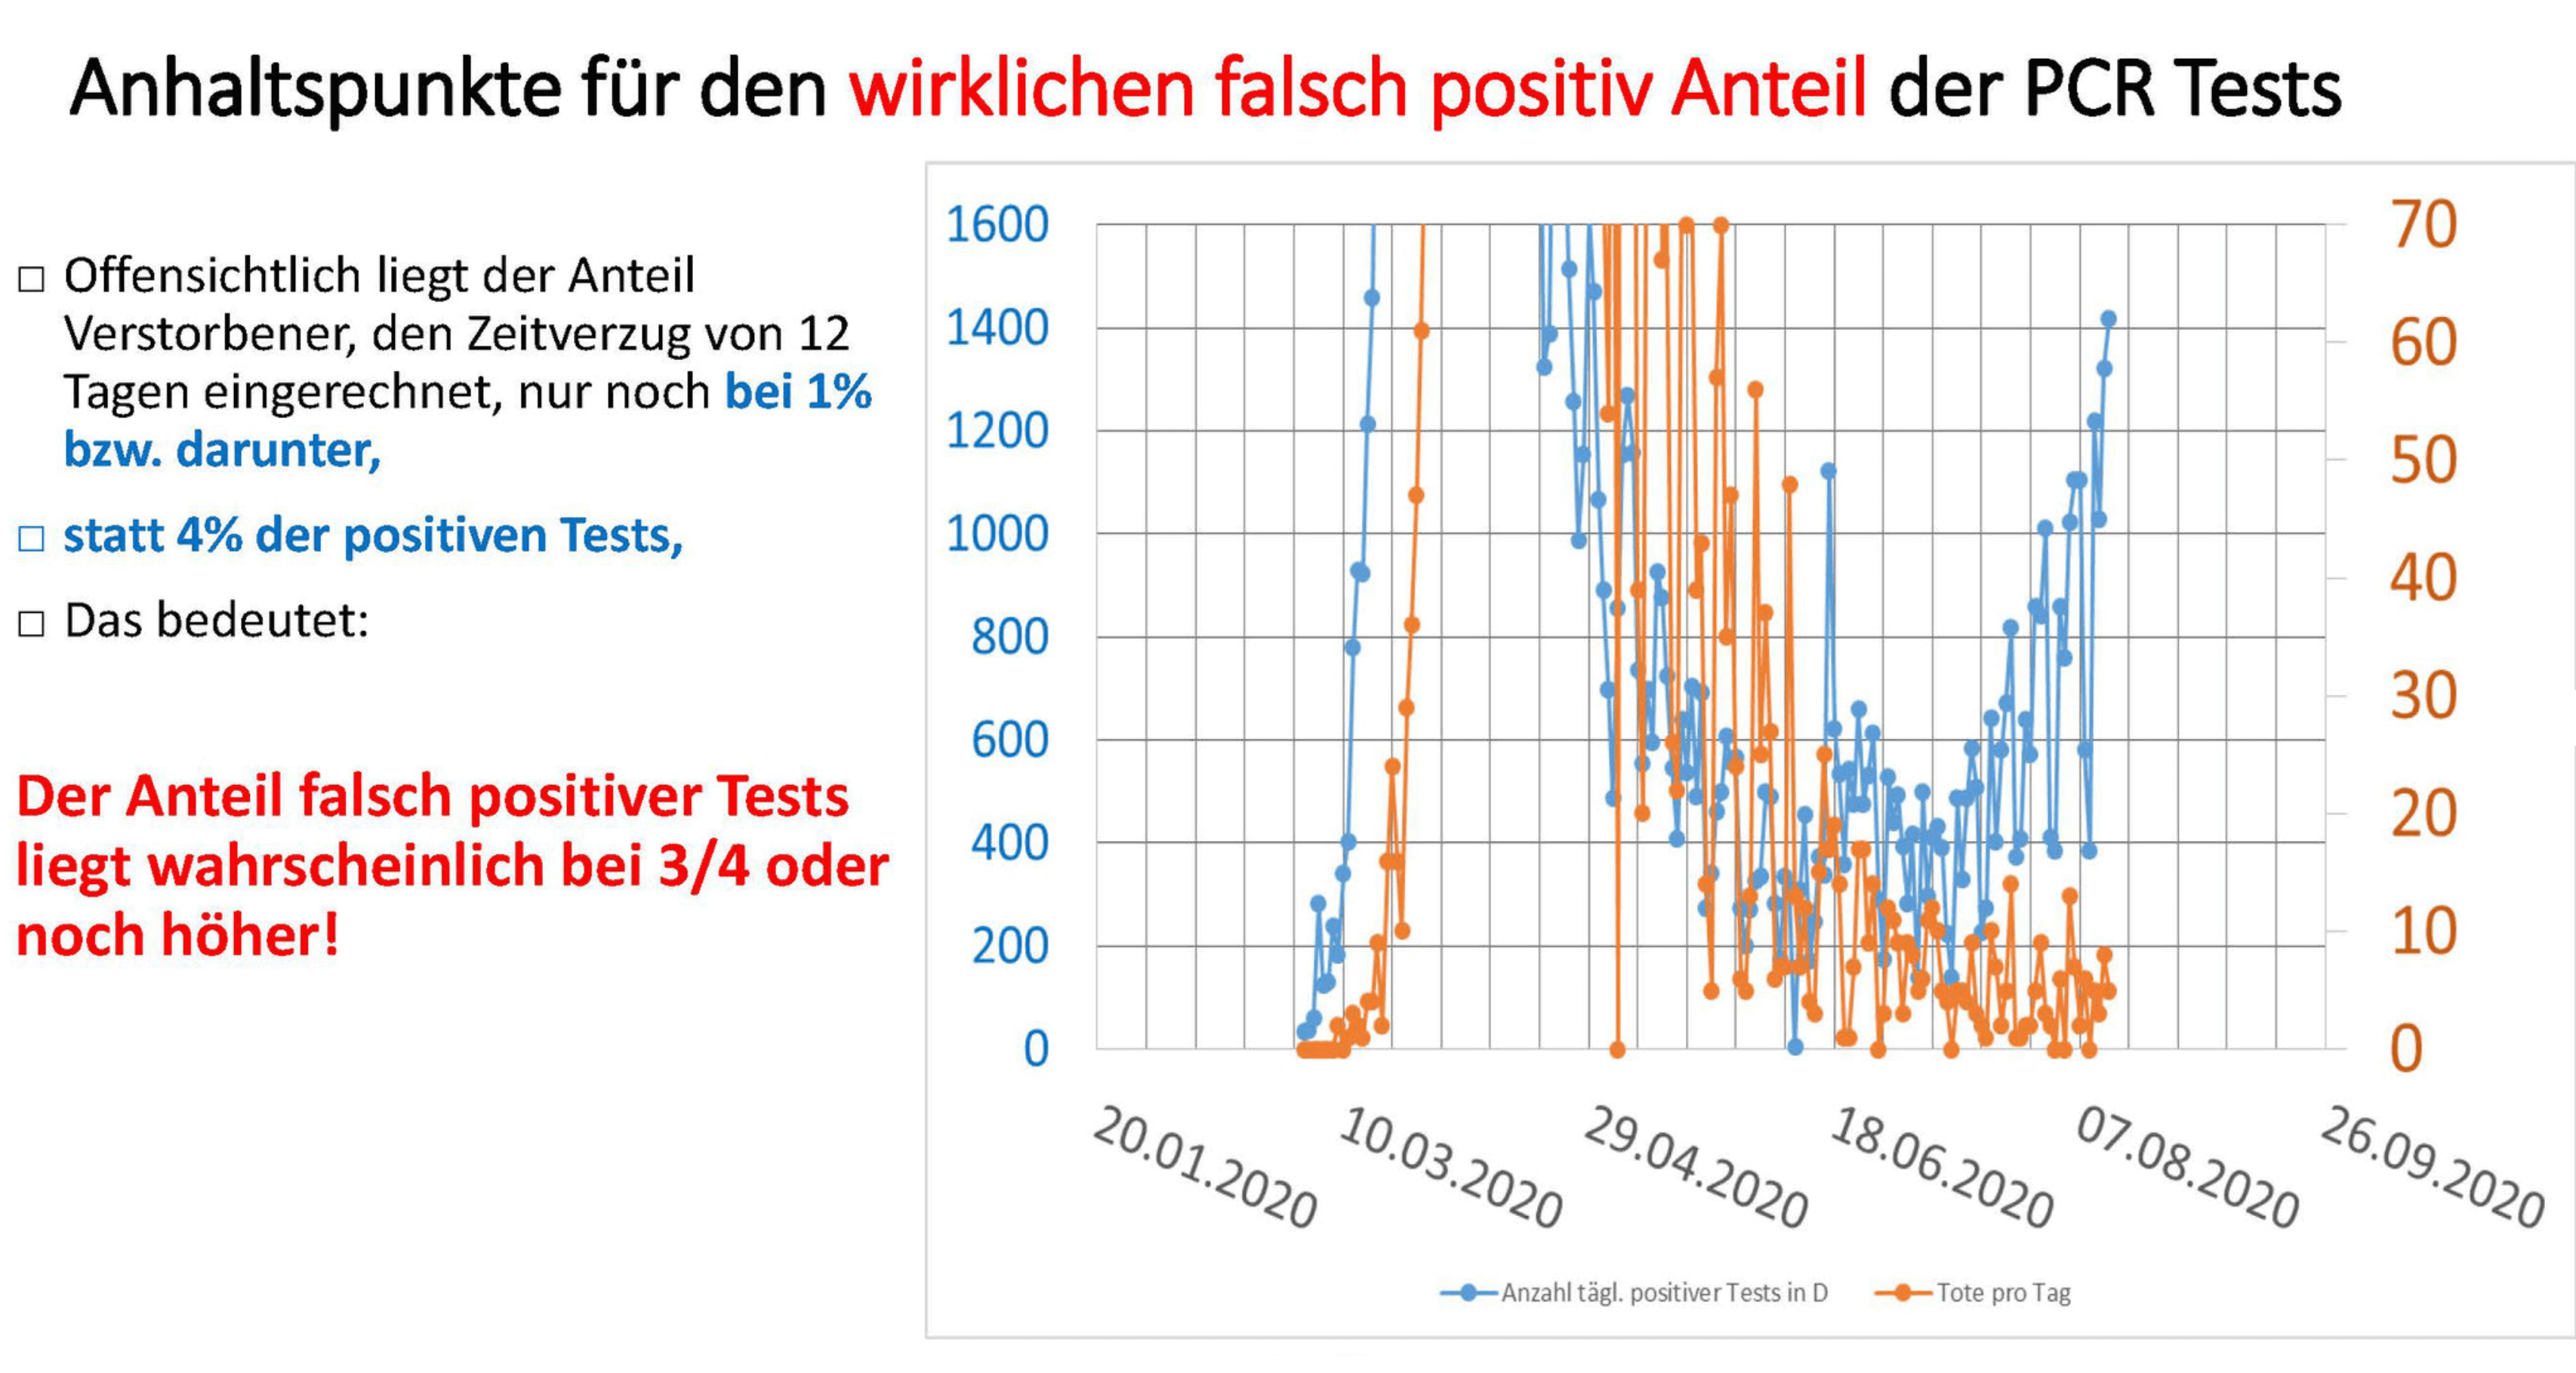 Anhaltspunkte für den wirklichen falsch positiv Anteil der PCR Tests
□ Offensichtlich liegt der Anteil
Verstorbener, den Zeitverzug von 12
Tagen eingerechnet, nur noch bei 1%
bzw. darunter,
□ statt 4% der positiven Tests,
□ Das bedeutet:
Der Anteil falsch positiver Tests
liegt wahrscheinlich bei 3/4 oder
noch höher!
1600
1400
1200
1000
800
600
400
200
0
70
60
50
40
30
20
10
0
20.01.2020
10.03.2020
29.04.2020
18.06.2020
07.08.2020
26.09.2020
Anzahl tägl. positiver Tests in D
Tote pro Tag